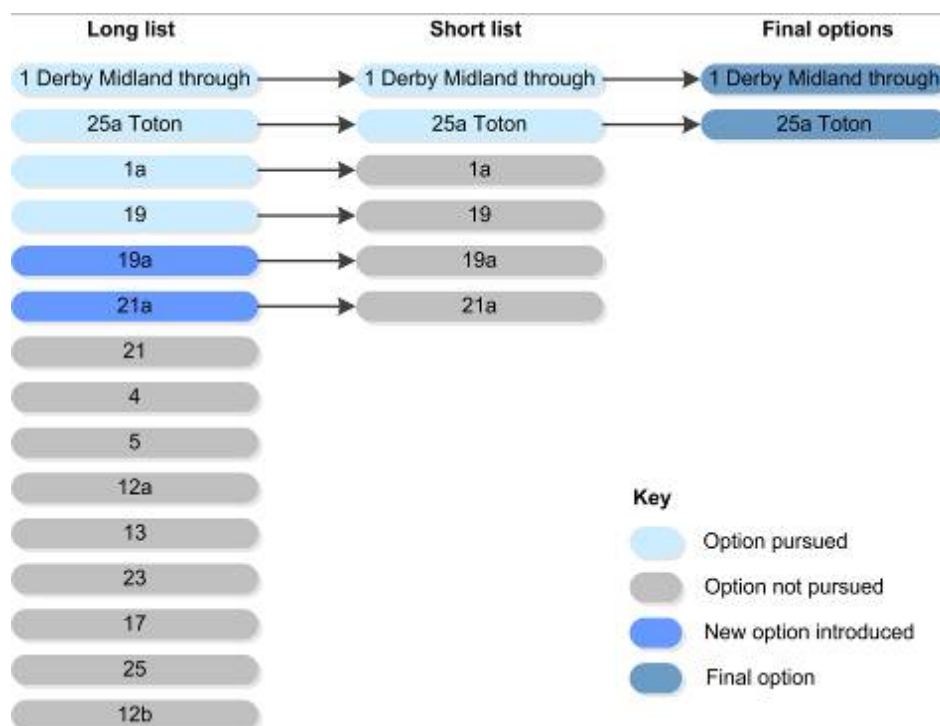 Long list
Short list
Final options
1 Derby Midland through
1 Derby Midland through
1 Derby Midland through
25a Toton
25a Toton
25a Toton
1a
1a
19
19
19a
19a
21a
21a
21
4
5
12a
13
23
17
25
12b
Key
Option pursued
Option not pursued
New option introduced
Final option